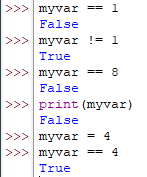 >>> myvar == 1
False
>>> myvar != 1
True
>>> myvar == 8
False
>>> print(myvar)
False
>>> myvar = 4
>>> myvar == 4
True